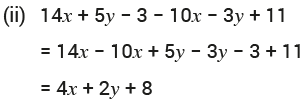 (ii) 14x + 5y − 3 − 10x − 3y + 11
= 14x − 10x + 5y − 3y − 3 + 11
= 4x + 2y + 8